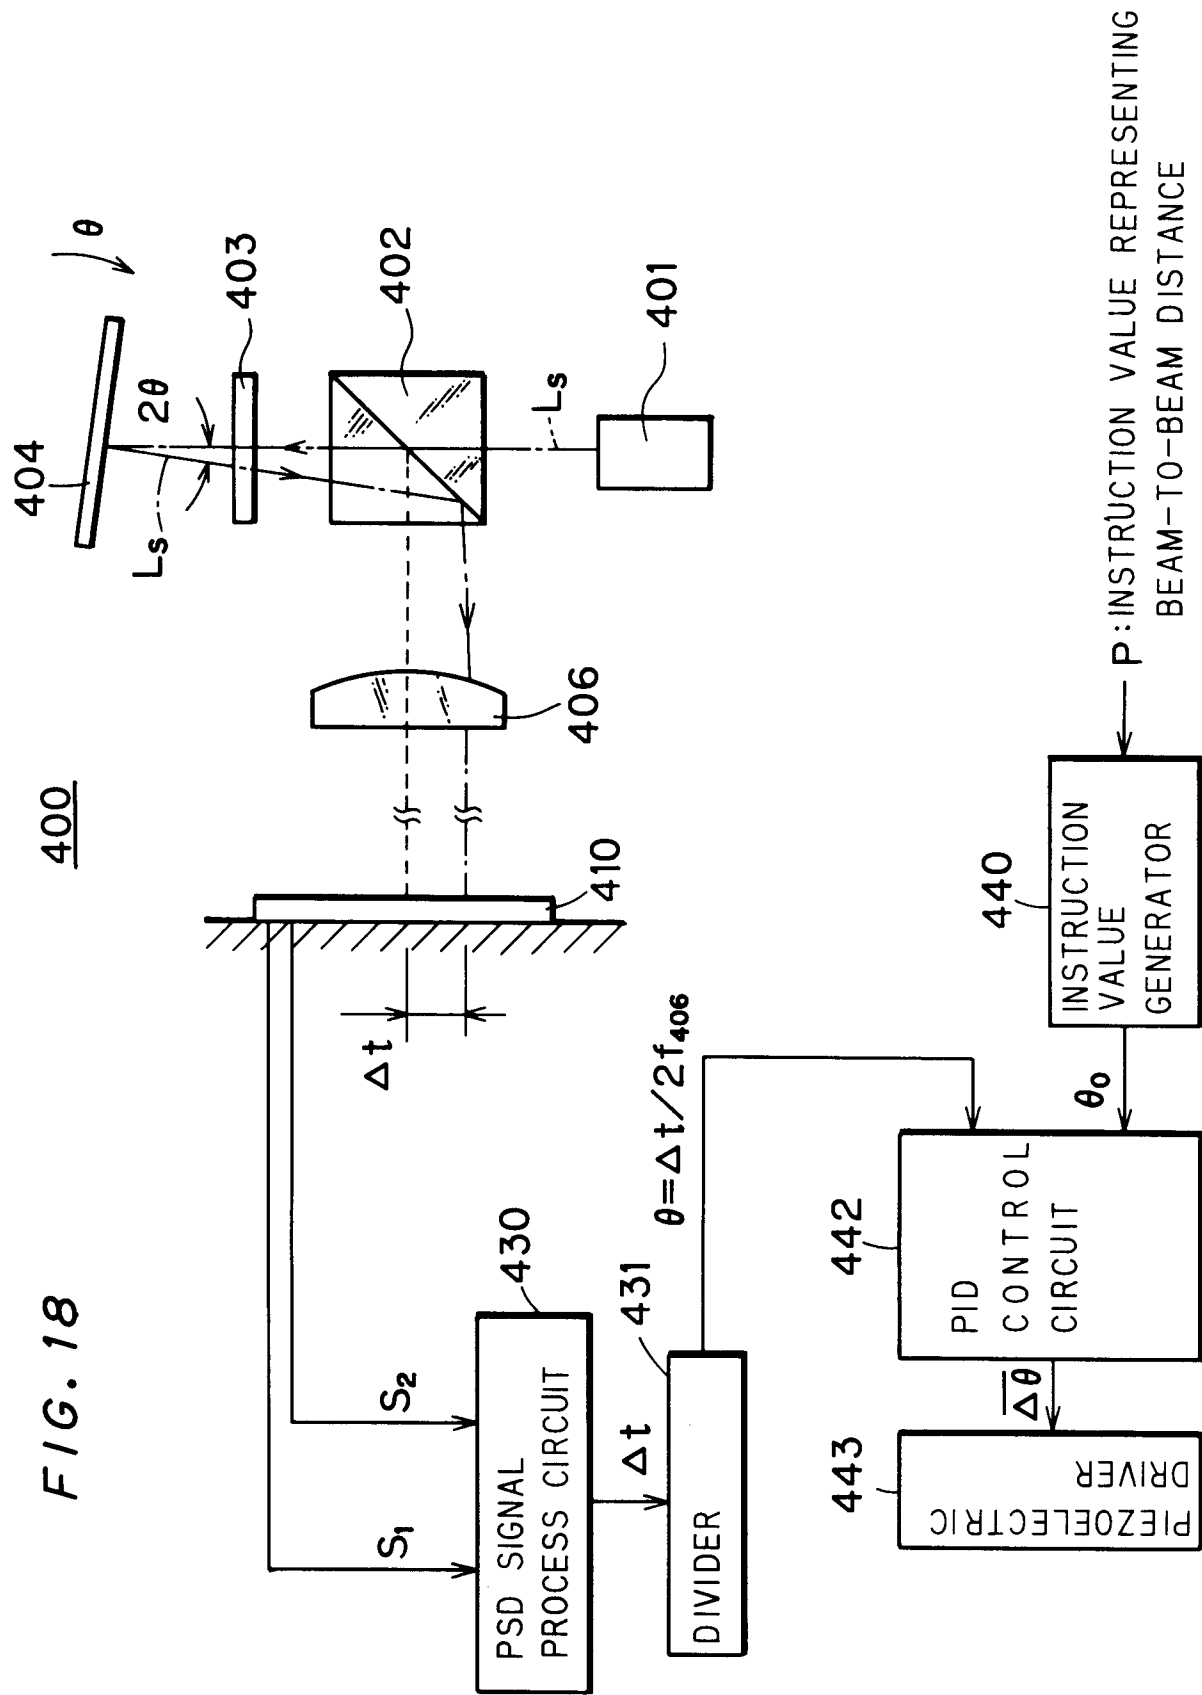 FIG. 18
400
404
θ
403
2θ
Ls
402
Ls
401
406
410
Δt
S1
S2
430
PSD SIGNAL
PROCESS CIRCUIT
Δt
431
DIVIDER
θ=Δt/2f406
443
PIEZOELECTRIC
DRIVER
Δθ
442
PID
CONTROL
CIRCUIT
θ0
440
INSTRUCTION
VALUE
GENERATOR
P:INSTRUCTION VALUE REPRESENTING
BEAM-TO-BEAM DISTANCE